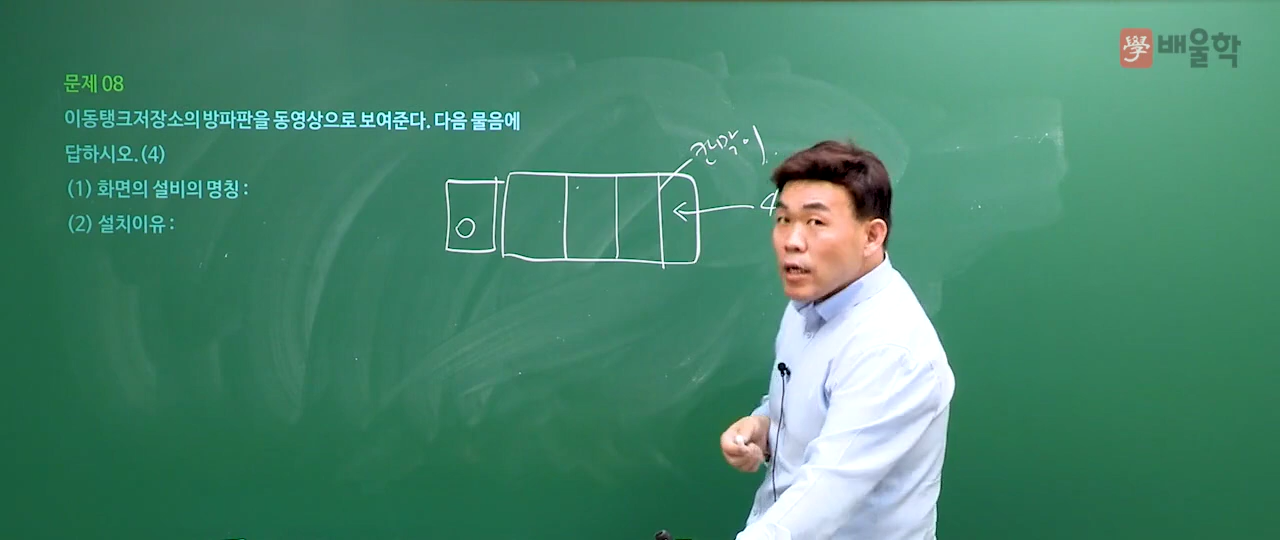 學 배울학
문제 08
이동탱크저장소의 방파판을 동영상으로 보여준다. 다음 물음에
답하시오. (4)
(1) 화면의 설비의 명칭 :
(2) 설치이유 :
칸막이
4